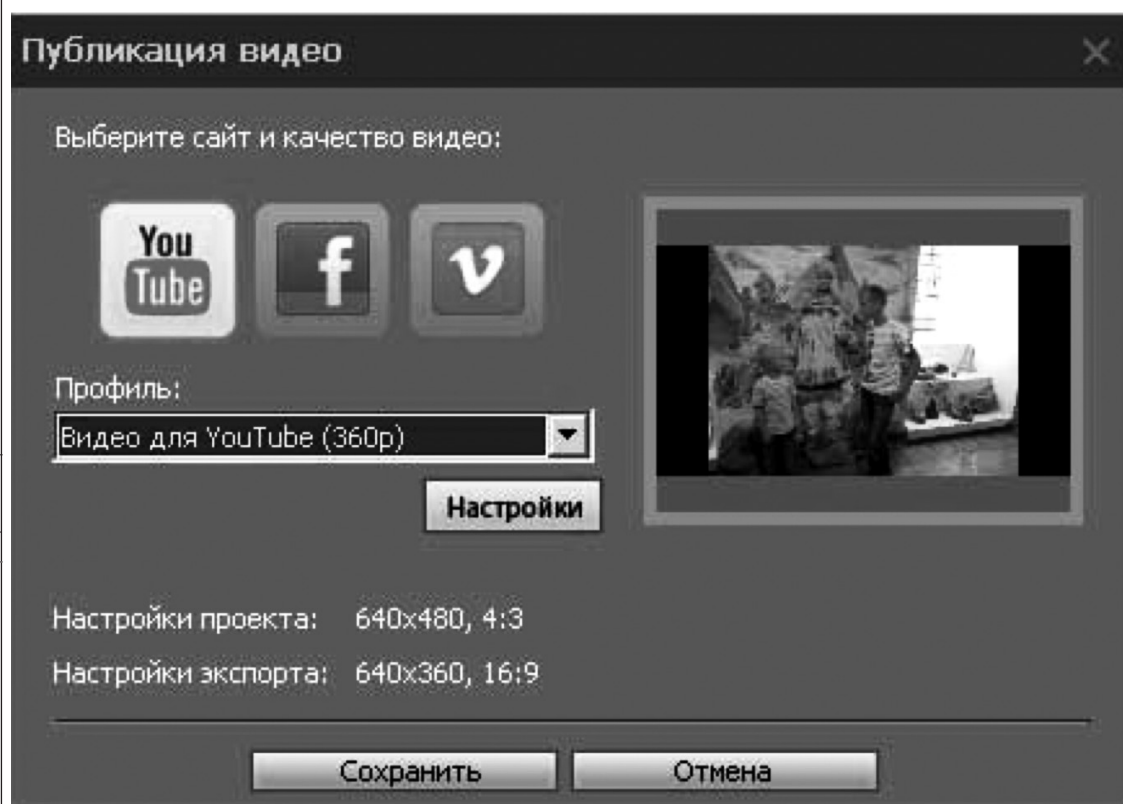 Публикация видео
Выберите сайт и качество видео:
You
Tube
f
v
Профиль:
Видео для YouTube (360p)
Настройки
Настройки проекта: 640x480, 4:3
Настройки экспорта: 640x360, 16:9
Сохранить
Отмена